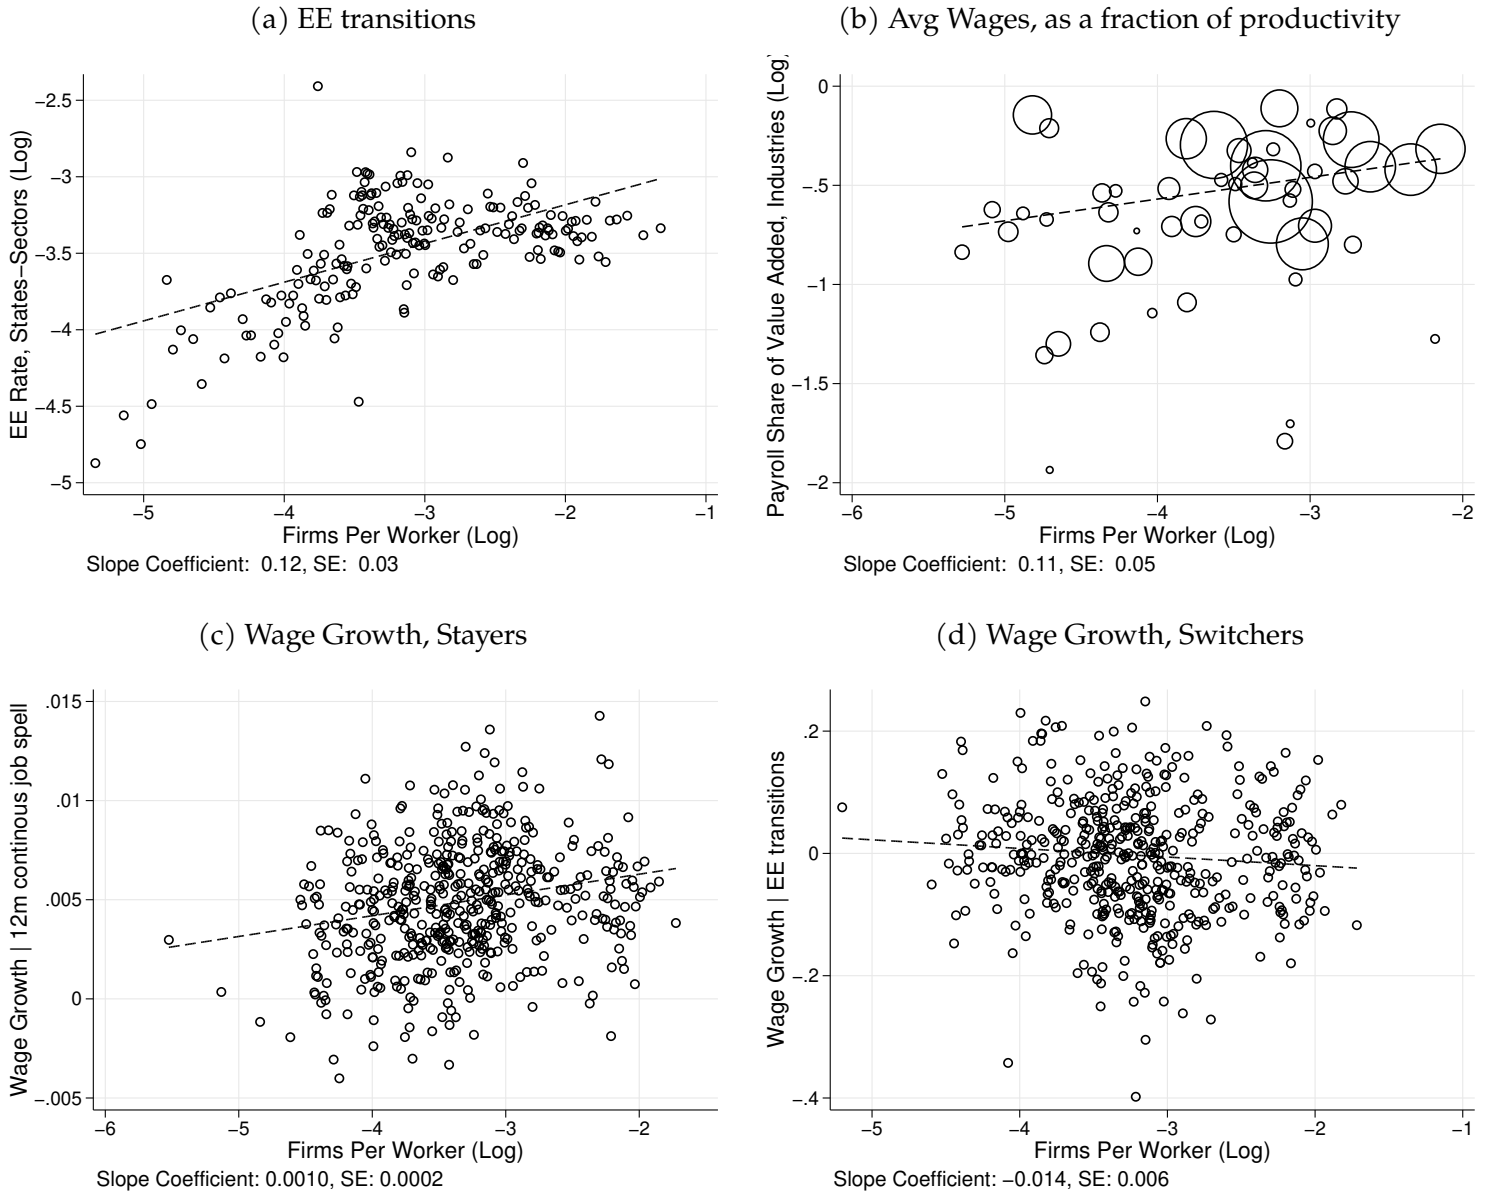 (a) EE transitions
EE Rate, States−Sectors (Log)
−2.5
−3
−3.5
−4
−4.5
−5
−5 −4 −3 −2 −1
Firms Per Worker (Log)
Slope Coefficient: 0.12, SE: 0.03
(b) Avg Wages, as a fraction of productivity
Payroll Share of Value Added, Industries (Log)
0
−.5
−1
−1.5
−2
−6 −5 −4 −3 −2
Firms Per Worker (Log)
Slope Coefficient: 0.11, SE: 0.05
(c) Wage Growth, Stayers
Wage Growth | 12m continous job spell
.015
.01
.005
0
−.005
−6 −5 −4 −3 −2
Firms Per Worker (Log)
Slope Coefficient: 0.0010, SE: 0.0002
(d) Wage Growth, Switchers
Wage Growth | EE transitions
.2
0
−.2
−.4
−5 −4 −3 −2 −1
Firms Per Worker (Log)
Slope Coefficient: −0.014, SE: 0.006